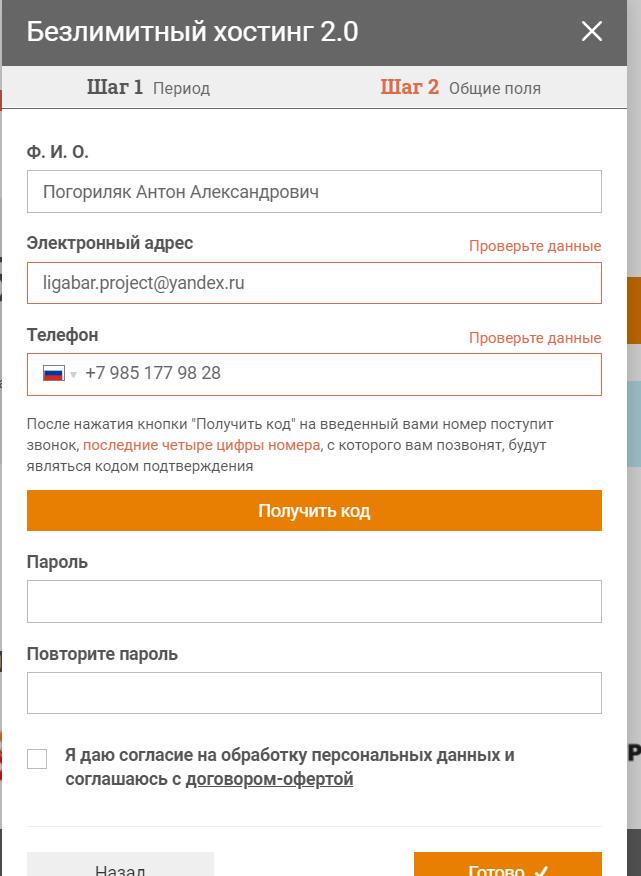 Безлимитный хостинг 2.0
Шаг 1 Период
Шаг 2 Общие поля
Ф. И. О.
Погориляк Антон Александрович
Электронный адрес
Проверьте данные
ligabar.project@yandex.ru
Телефон
Проверьте данные
+7 985 177 98 28
После нажатия кнопки "Получить код" на введенный вами номер поступит
звонок, последние четыре цифры номера, с которого вам позвонят, будут
являться кодом подтверждения
Получить код
Пароль
Повторите пароль
Я даю согласие на обработку персональных данных и
соглашаюсь с договором-офертой
Назад
Готово